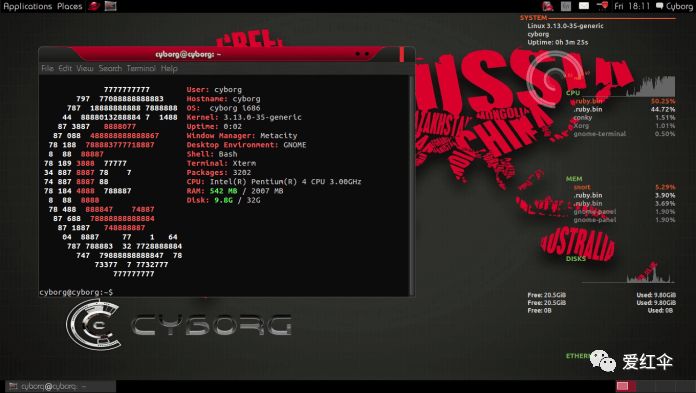 Applications Places
Fri 18:11 Cyborg
cyborg@cyborg: ~
File Edit View Search Terminal Help
7777777777
797 77088888888883
787 18888888888 7888888
44 8888013288884 7 1488
87 3887 8888077
87 088 488888888888867
78 188 788883777718887
8 88 88887
78 189 3888 77777
34 887 8887 78 7
74 887 8887 88
78 184 4888 788887
8 88 8888
78 488 888847 74887
87 688 78888888888884
87 1887 748888887
04 8887 77 1 64
787 788883 32 7728888884
747 79888888888847 78
73377 7 7732777
777777777
User: cyborg
Hostname: cyborg
OS: cyborg l686
Kernel: 3.13.0-35-generic
Uptime: 0:02
Window Manager: Metacity
Desktop Environment: GNOME
Shell: Bash
Terminal: Xterm
Packages: 3202
CPU: Intel(R) Pentium(R) 4 CPU 3.00GHz
RAM: 542 MB / 2007 MB
Disk: 9.8G / 32G
cyborg@cyborg:~$
SYSTEM
Linux 3.13.0-35-generic
cyborg
Uptime: 0h 3m 25s
CPU
.ruby.bin 50.25%
.ruby.bin 44.72%
conky 1.51%
Xorg 1.01%
gnome-terminal 0.50%
MEM
snort 5.29%
.ruby.bin 3.90%
.ruby.bin 3.69%
gnome-panel 1.90%
gnome-panel 1.90%
DISKS
Free: 20.5GiB Used: 9.80GiB
Free: 20.5GiB Used: 9.80GiB
Free: 0B Used: 0B
ETHER
RUSSIA
MONGOLIA
CHINA
AUSTRALIA
CYBORG
爱红伞
cyborg@cyborg: ~